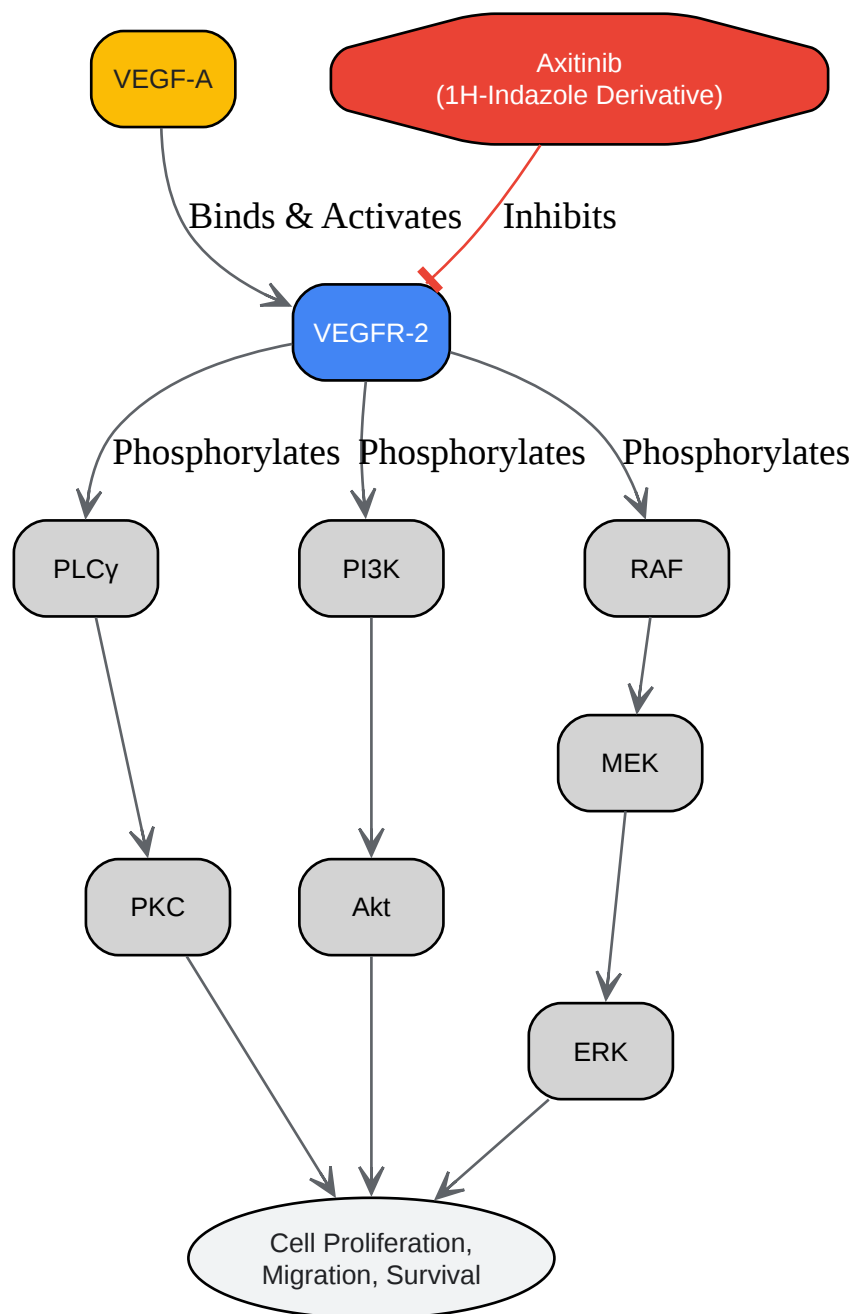 VEGF-A
Axitinib
(1H-Indazole Derivative)
Binds & Activates
Inhibits
VEGFR-2
Phosphorylates
Phosphorylates
Phosphorylates
PLCγ
PI3K
RAF
MEK
PKC
Akt
ERK
Cell Proliferation,
Migration, Survival